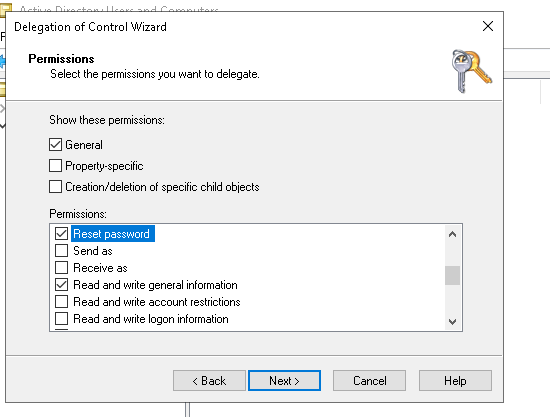 Active Directory Users and Computers
Delegation of Control Wizard
Permissions
Select the permissions you want to delegate.
Show these permissions:
General
Property-specific
Creation/deletion of specific child objects
Permissions:
Reset password
Send as
Receive as
Read and write general information
Read and write account restrictions
Read and write logon information
< Back
Next >
Cancel
Help